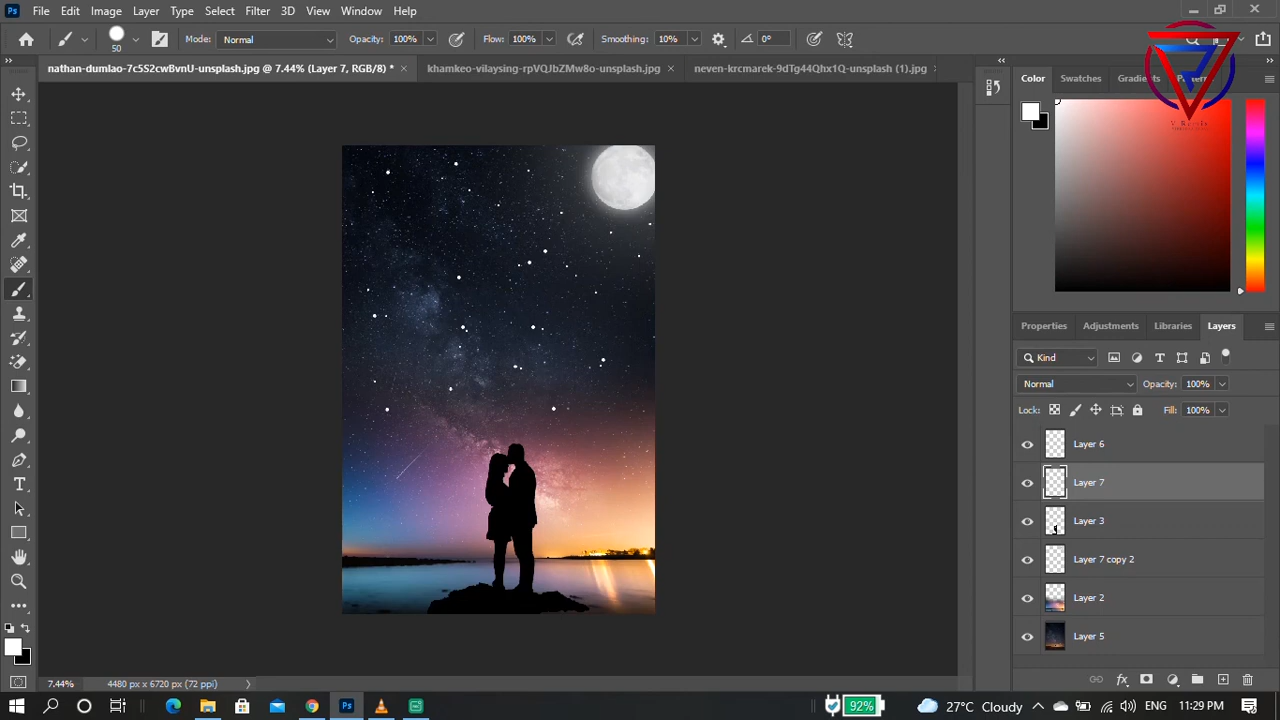 Ps File Edit Image Layer Type Select Filter 3D View Window Help
50 Mode: Normal Opacity: 100% Flow: 100% Smoothing: 10% 0°
nathan-dumlao-7c5S2cwBvnU-unsplash.jpg @ 7.44% (Layer 7, RGB/8) * × khamkeo-vilaysing-rpVQJbZMw8o-unsplash.jpg × neven-krcmarek-9dTg44Qhx1Q-unsplash (1).jpg
Color Swatches Gradients
Properties Adjustments Libraries Layers
Kind
Normal Opacity: 100%
Lock: Fill: 100%
Layer 6
Layer 7
Layer 3
Layer 7 copy 2
Layer 2
Layer 5
7.44% 4480 px x 6720 px (72 ppi)
Ps 92% 27°C Cloudy ENG 11:29 PM